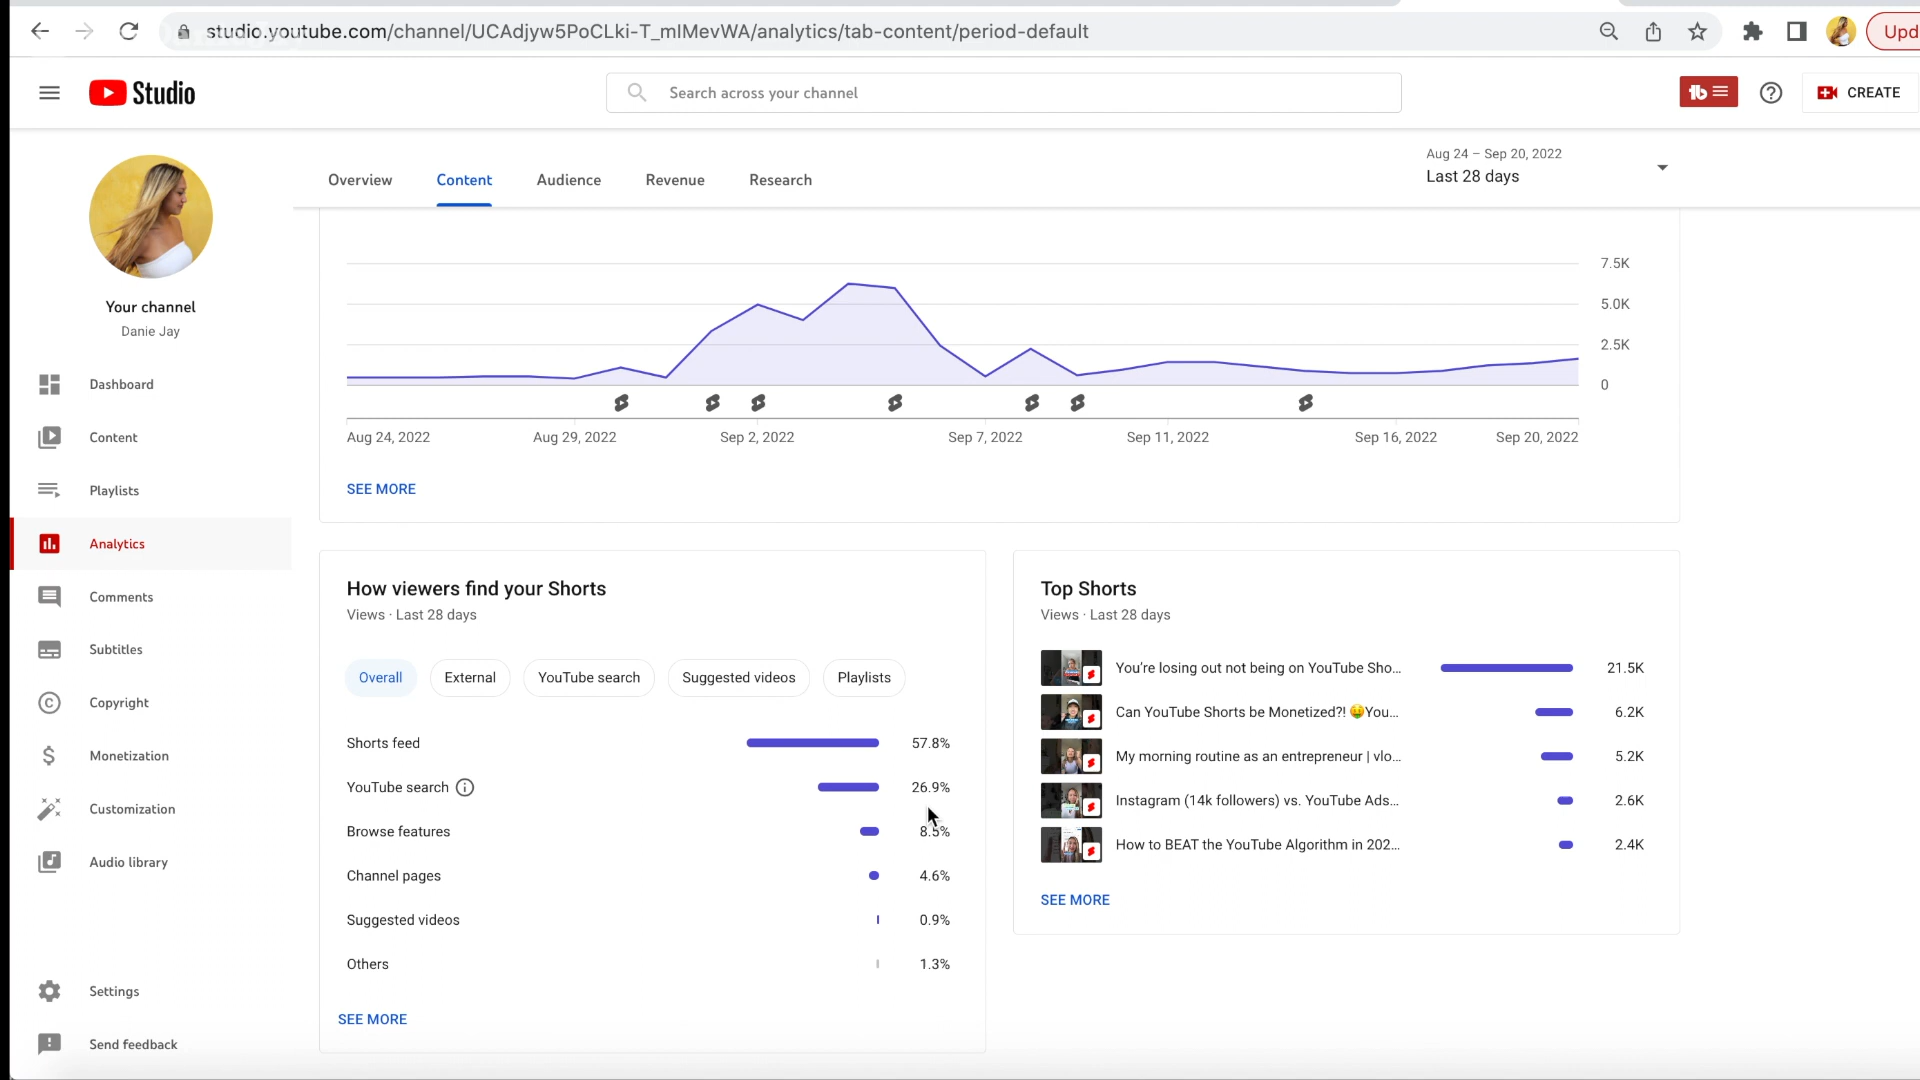 studio.youtube.com/channel/UCAdjyw5PoCLki-T_mlMevWA/analytics/tab-content/period-default
Upd
Studio
Search across your channel
CREATE
Your channel
Danie Jay
Dashboard
Content
Playlists
Analytics
Comments
Subtitles
Copyright
Monetization
Customization
Audio library
Settings
Send feedback
Overview
Content
Audience
Revenue
Research
Aug 24 – Sep 20, 2022
Last 28 days
7.5K
5.0K
2.5K
0
Aug 24, 2022
Aug 29, 2022
Sep 2, 2022
Sep 7, 2022
Sep 11, 2022
Sep 16, 2022
Sep 20, 2022
SEE MORE
How viewers find your Shorts
Views · Last 28 days
Overall
External
YouTube search
Suggested videos
Playlists
Shorts feed 57.8%
YouTube search 26.9%
Browse features 8.5%
Channel pages 4.6%
Suggested videos 0.9%
Others 1.3%
SEE MORE
Top Shorts
Views · Last 28 days
You're losing out not being on YouTube Sho... 21.5K
Can YouTube Shorts be Monetized?! 🤑You... 6.2K
My morning routine as an entrepreneur | vlo... 5.2K
Instagram (14k followers) vs. YouTube Ads... 2.6K
How to BEAT the YouTube Algorithm in 202... 2.4K
SEE MORE